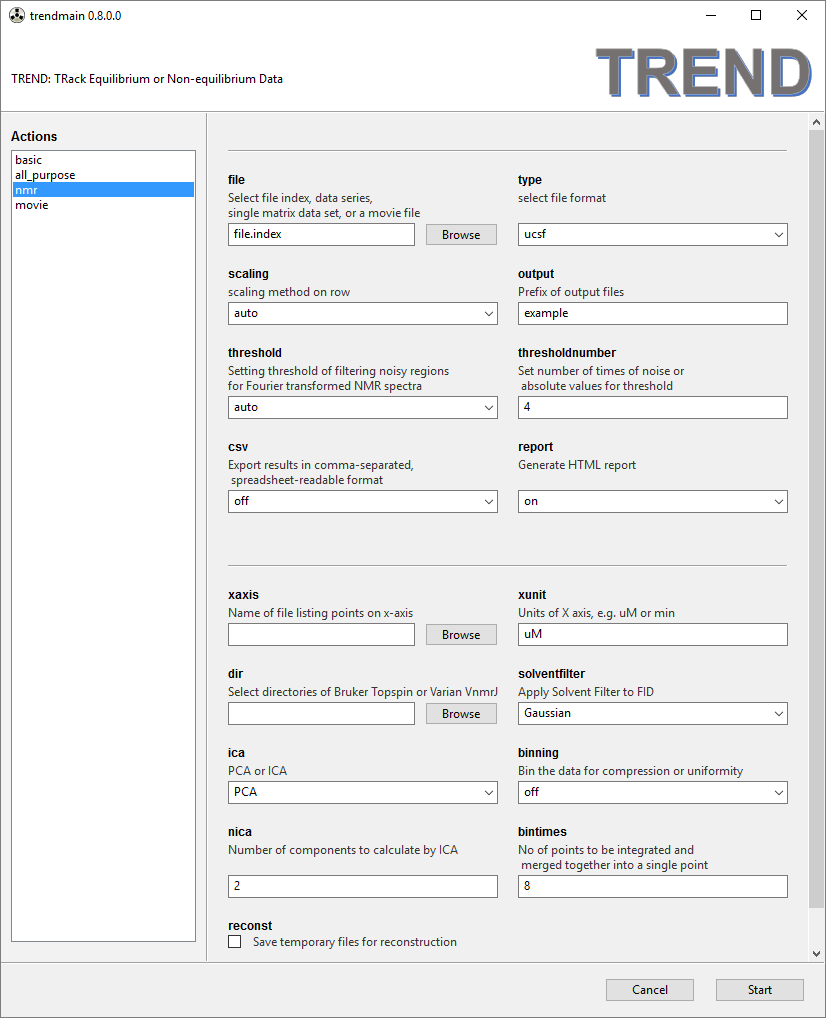 trendmain 0.8.0.0
TREND: TRack Equilibrium or Non-equilibrium Data
TREND
Actions
basic
all_purpose
nmr
movie
file
Select file index, data series,
single matrix data set, or a movie file
file.index
Browse
type
select file format
ucsf
scaling
scaling method on row
auto
output
Prefix of output files
example
threshold
Setting threshold of filtering noisy regions
for Fourier transformed NMR spectra
auto
thresholdnumber
Set number of times of noise or
absolute values for threshold
4
csv
Export results in comma-separated,
spreadsheet-readable format
off
report
Generate HTML report
on
xaxis
Name of file listing points on x-axis
Browse
xunit
Units of X axis, e.g. uM or min
uM
dir
Select directories of Bruker Topspin or Varian VnmrJ
Browse
solventfilter
Apply Solvent Filter to FID
Gaussian
ica
PCA or ICA
PCA
binning
Bin the data for compression or uniformity
off
nica
Number of components to calculate by ICA
2
bintimes
No of points to be integrated and
merged together into a single point
8
reconst
Save temporary files for reconstruction
Cancel
Start